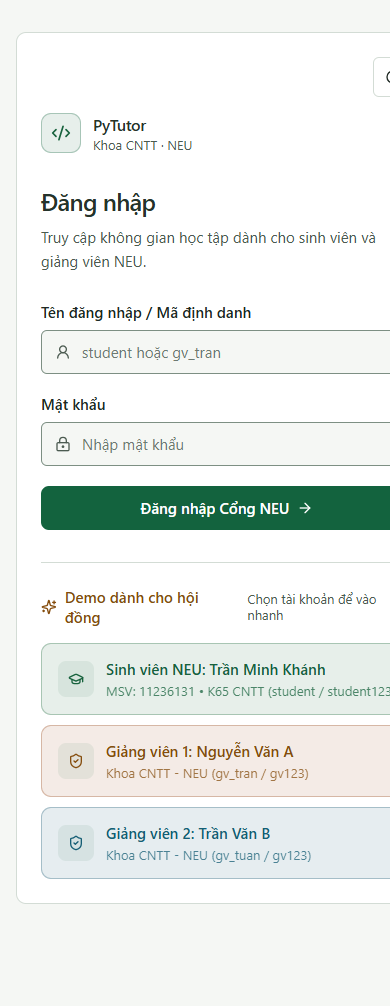 PyTutor
Khoa CNTT · NEU
Đăng nhập
Truy cập không gian học tập dành cho sinh viên và
giảng viên NEU.
Tên đăng nhập / Mã định danh
student hoặc gv_tran
Mật khẩu
Nhập mật khẩu
Đăng nhập Cổng NEU →
Demo dành cho hội
đồng
Chọn tài khoản để vào
nhanh
Sinh viên NEU: Trần Minh Khánh
MSV: 11236131 • K65 CNTT (student / student123
Giảng viên 1: Nguyễn Văn A
Khoa CNTT - NEU (gv_tran / gv123)
Giảng viên 2: Trần Văn B
Khoa CNTT - NEU (gv_tuan / gv123)